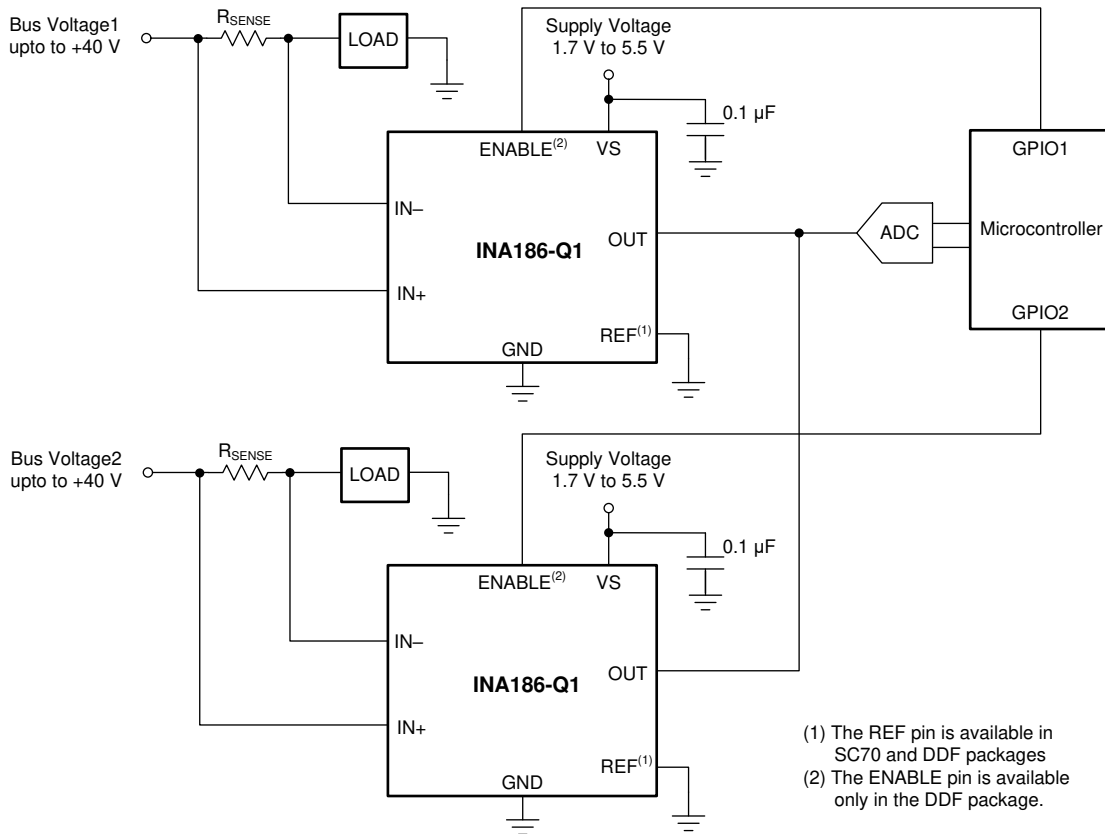 Bus Voltage1
upto to +40 V
RSENSE
LOAD
Supply Voltage
1.7 V to 5.5 V
0.1 µF
ENABLE(2)
VS
IN–
INA186-Q1
OUT
IN+
REF(1)
GND
ADC
GPIO1
Microcontroller
GPIO2
Bus Voltage2
upto to +40 V
RSENSE
LOAD
Supply Voltage
1.7 V to 5.5 V
0.1 µF
ENABLE(2)
VS
IN–
INA186-Q1
OUT
IN+
REF(1)
GND
(1) The REF pin is available in
SC70 and DDF packages
(2) The ENABLE pin is available
only in the DDF package.